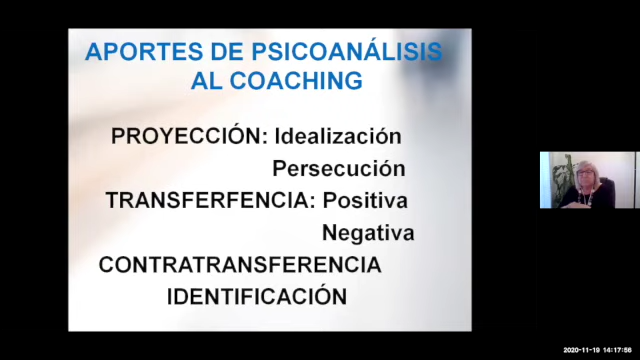 APORTES DE PSICOANÁLISIS
AL COACHING
PROYECCIÓN: Idealización
Persecución
TRANSFERFENCIA: Positiva
Negativa
CONTRATRANSFERENCIA
IDENTIFICACIÓN
2020-11-19 14:17:56